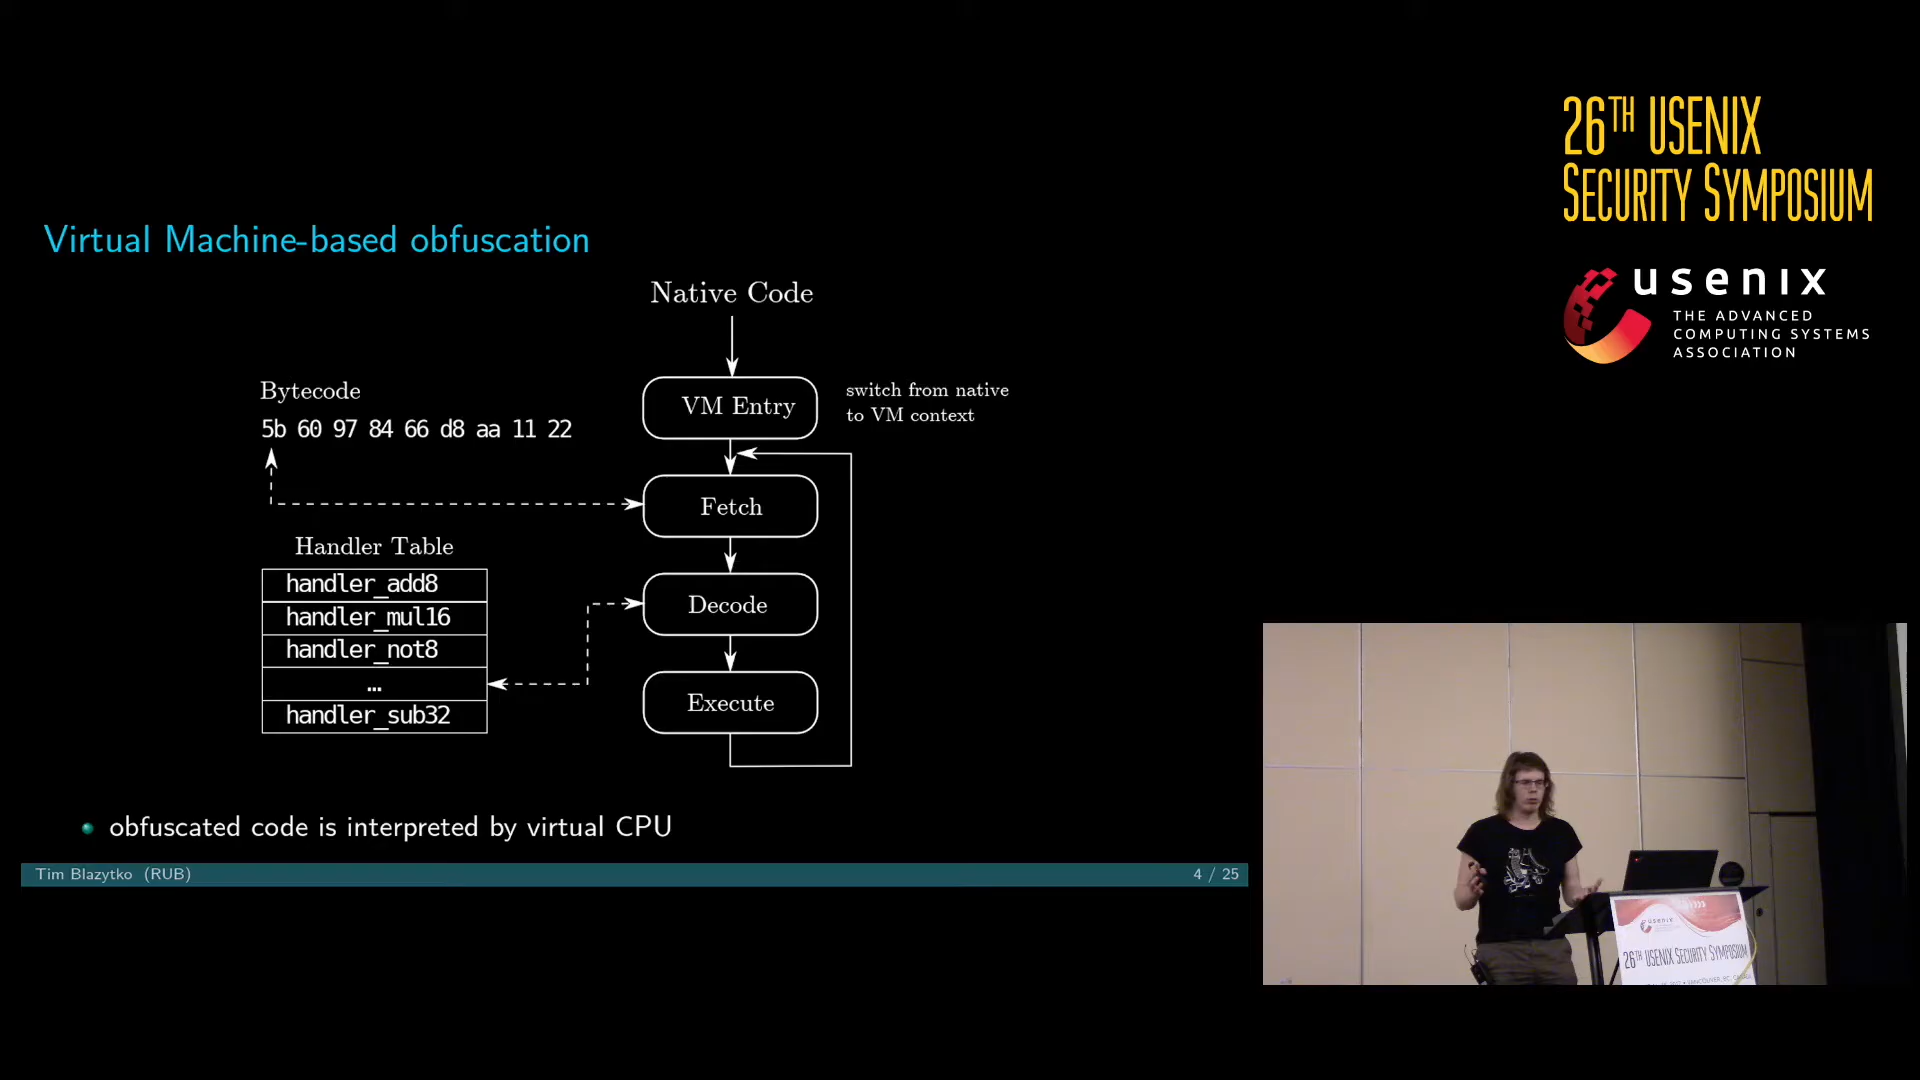 26TH USENIX
SECURITY SYMPOSIUM
usenix
THE ADVANCED
COMPUTING SYSTEMS
ASSOCIATION
Virtual Machine-based obfuscation
Native Code
VM Entry
switch from native
to VM context
Bytecode
5b 60 97 84 66 d8 aa 11 22
Fetch
Handler Table
handler_add8
handler_mul16
handler_not8
…
handler_sub32
Decode
Execute
obfuscated code is interpreted by virtual CPU
Tim Blazytko (RUB)
4 / 25
usenix
26TH USENIX SECURITY SYMPOSIUM